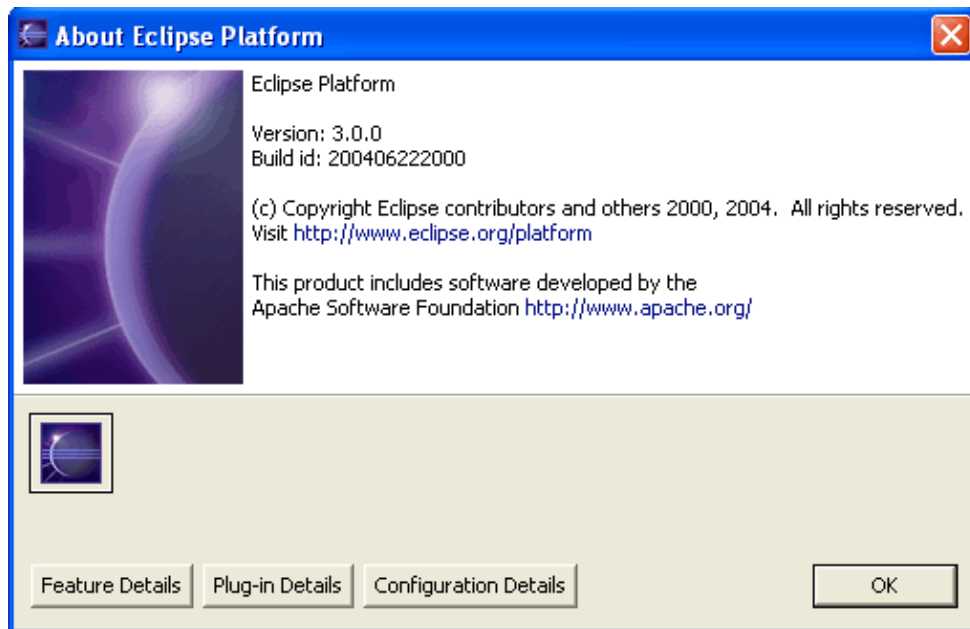 About Eclipse Platform
Eclipse Platform
Version: 3.0.0
Build id: 200406222000
(c) Copyright Eclipse contributors and others 2000, 2004.  All rights reserved.
Visit http://www.eclipse.org/platform
This product includes software developed by the
Apache Software Foundation http://www.apache.org/
Feature Details
Plug-in Details
Configuration Details
OK